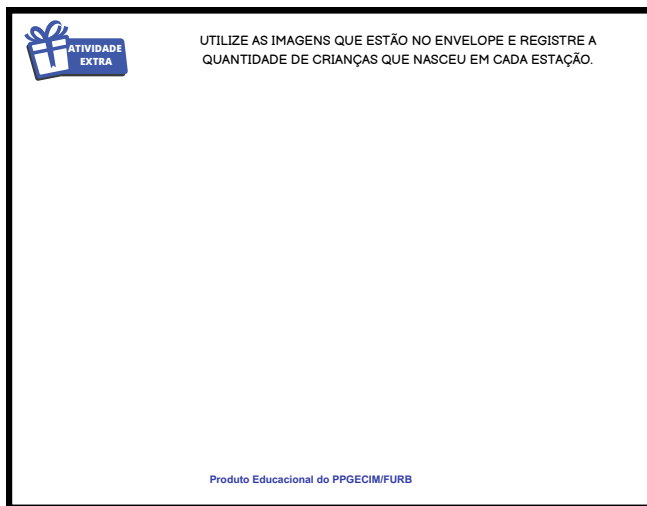 ATIVIDADE
EXTRA
UTILIZE AS IMAGENS QUE ESTÃO NO ENVELOPE E REGISTRE A
QUANTIDADE DE CRIANÇAS QUE NASCEU EM CADA ESTAÇÃO.
Produto Educacional do PPGECIM/FURB